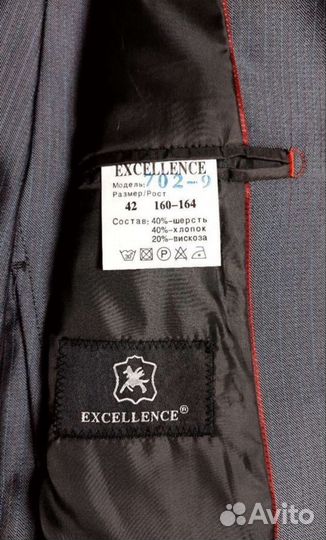 EXCELLENCE
Модель: 702-9
Размер/Рост
42 160-164
Состав: 40%-шерсть
40%-хлопок
20%-вискоза
EXCELLENCE®
Avito